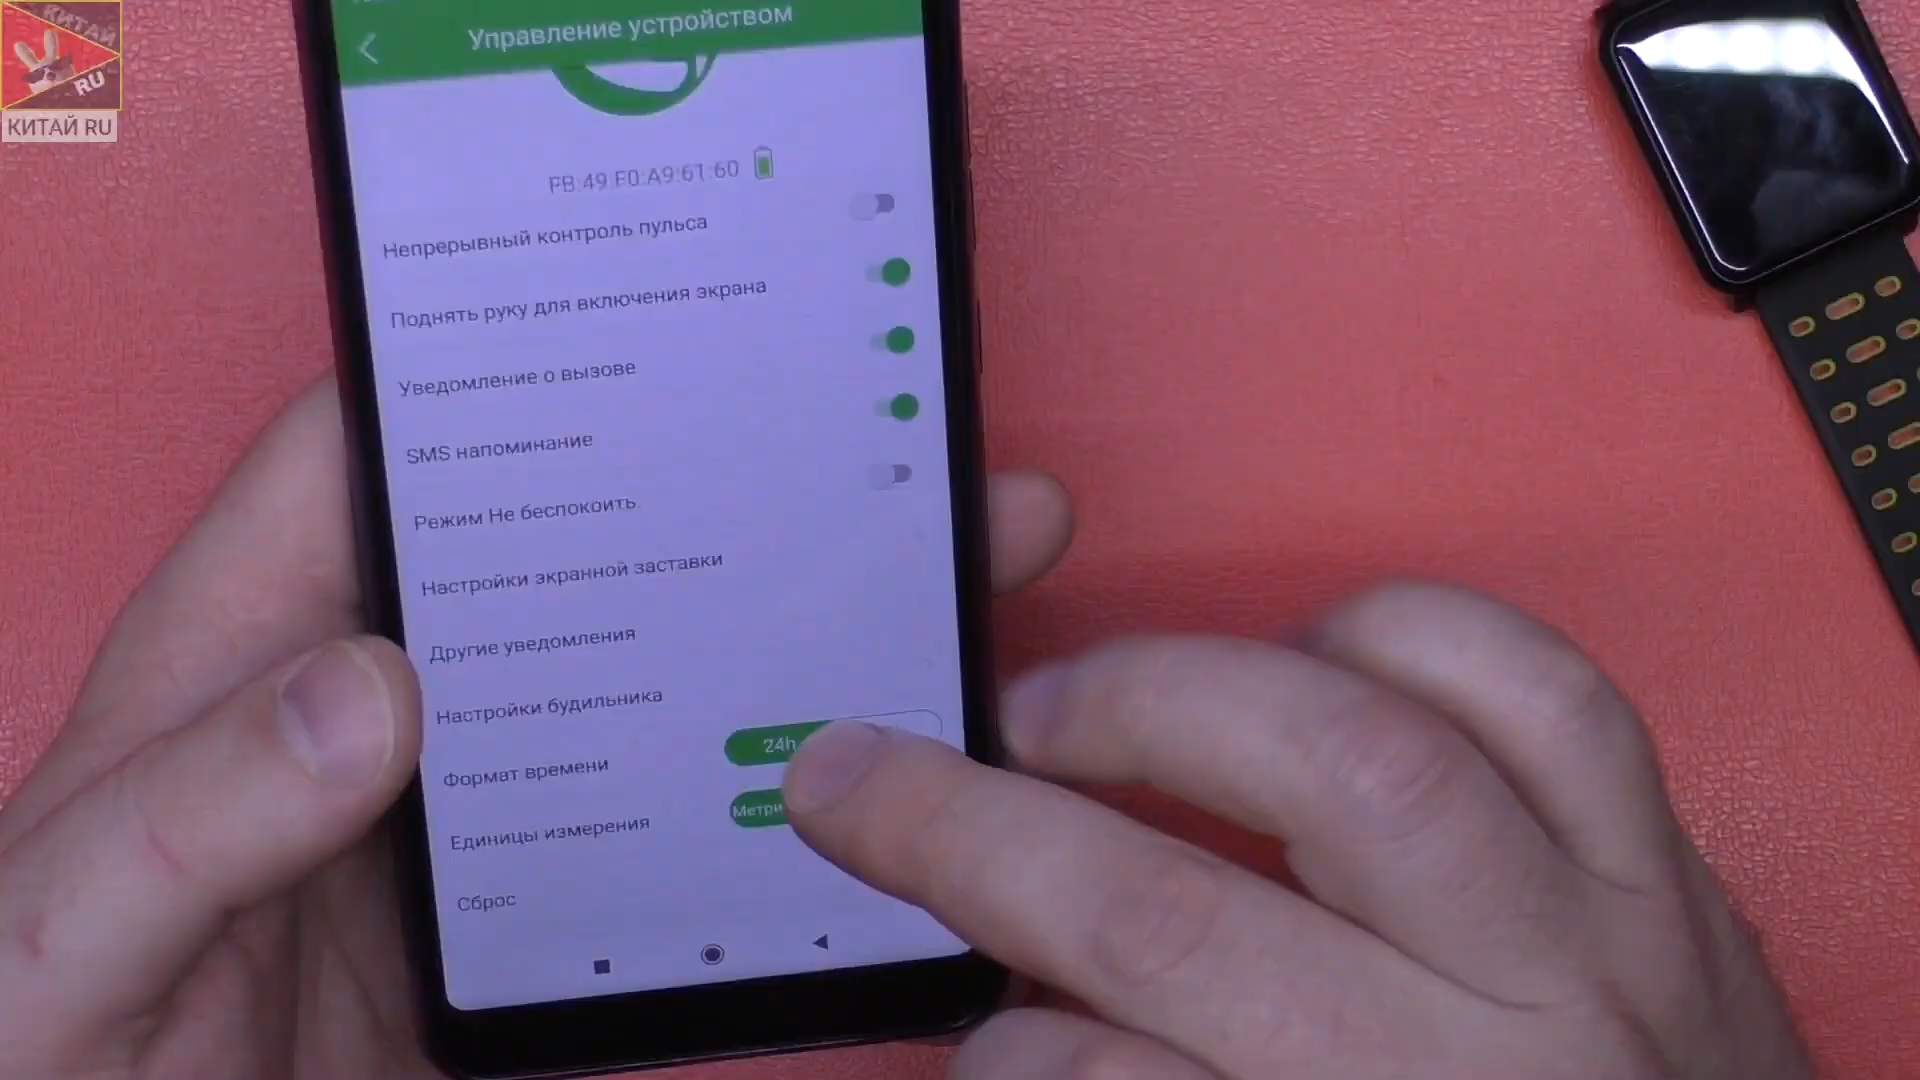 КИТАЙ
RU
КИТАЙ RU
Управление устройством
FB:49:F0:A9:61:60
Непрерывный контроль пульса
Поднять руку для включения экрана
Уведомление о вызове
SMS напоминание
Режим Не беспокоить
Настройки экранной заставки
Другие уведомления
Настройки будильника
24h
Формат времени
Метри
Единицы измерения
Сброс